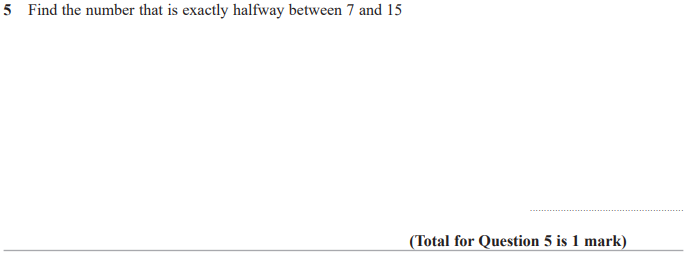 5 Find the number that is exactly halfway between 7 and 15
(Total for Question 5 is 1 mark)